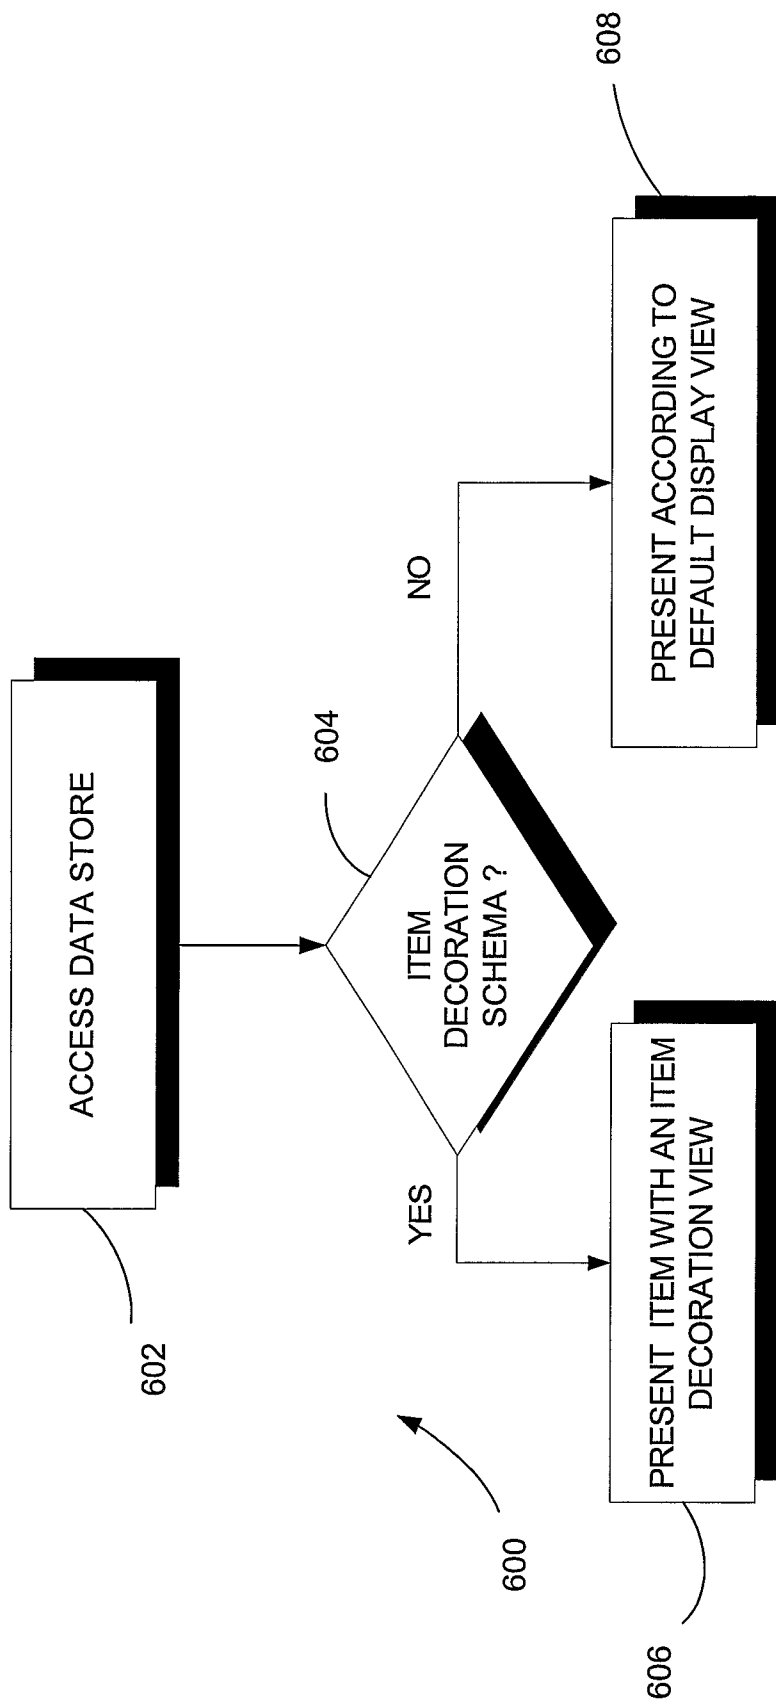 ACCESS DATA STORE
602
604
ITEM
DECORATION
SCHEMA ?
YES
NO
600
PRESENT ITEM WITH AN ITEM
DECORATION VIEW
606
PRESENT ACCORDING TO
DEFAULT DISPLAY VIEW
608